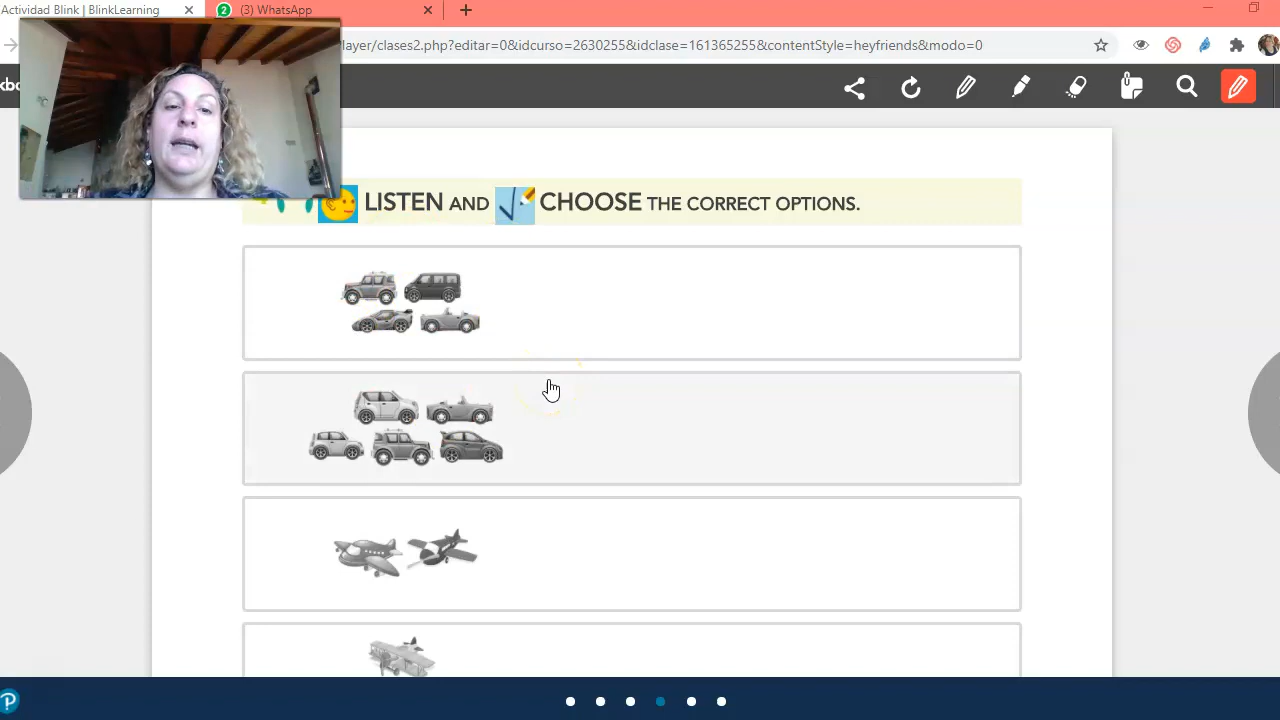 Actividad Blink | BlinkLearning
(3) WhatsApp
layer/clases2.php?editar=0&idcurso=2630255&idclase=161365255&contentStyle=heyfriends&modo=0
LISTEN AND CHOOSE THE CORRECT OPTIONS.